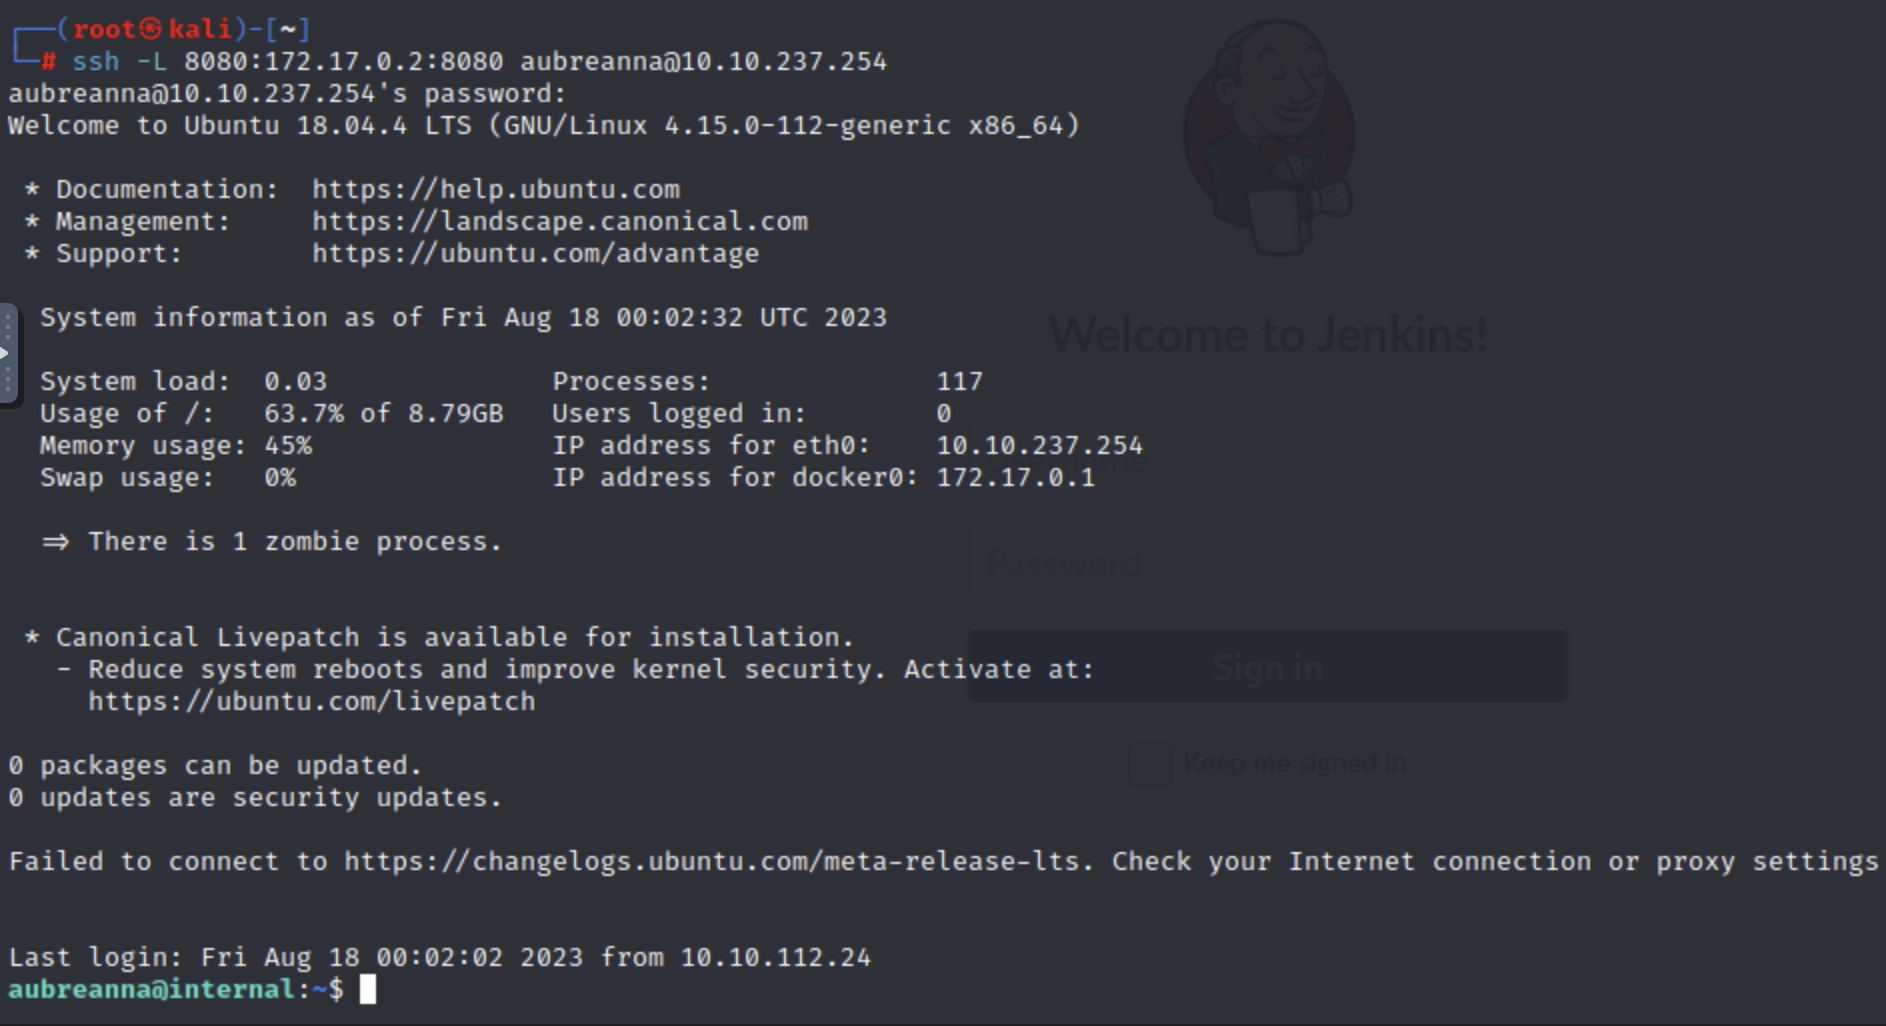 ┌──(root㉿kali)-[~]
└─# ssh -L 8080:172.17.0.2:8080 aubreanna@10.10.237.254
aubreanna@10.10.237.254's password:
Welcome to Ubuntu 18.04.4 LTS (GNU/Linux 4.15.0-112-generic x86_64)
* Documentation:  https://help.ubuntu.com
* Management:     https://landscape.canonical.com
* Support:        https://ubuntu.com/advantage
System information as of Fri Aug 18 00:02:32 UTC 2023
System load:  0.03               Processes:              117
Usage of /:   63.7% of 8.79GB   Users logged in:        0
Memory usage: 45%                IP address for eth0:    10.10.237.254
Swap usage:   0%                 IP address for docker0: 172.17.0.1
=> There is 1 zombie process.
* Canonical Livepatch is available for installation.
- Reduce system reboots and improve kernel security. Activate at:
https://ubuntu.com/livepatch
0 packages can be updated.
0 updates are security updates.
Failed to connect to https://changelogs.ubuntu.com/meta-release-lts. Check your Internet connection or proxy settings
Last login: Fri Aug 18 00:02:02 2023 from 10.10.112.24
aubreanna@internal:~$
Welcome to Jenkins!
Password
Sign in
Keep me signed in